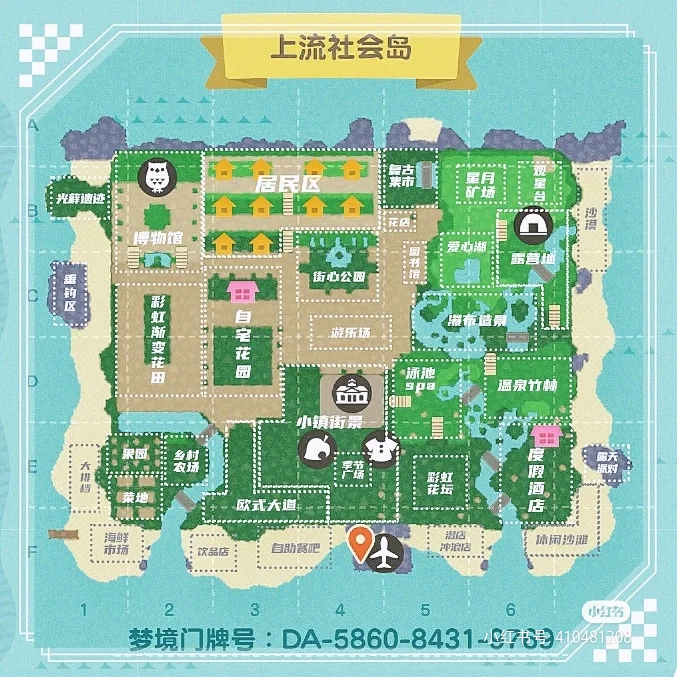 上流社会岛
A
复古
集市
星月
矿场
观星台
居民区
B
光鲜遗迹
花店
沙漠
博物馆
图书馆
爱心湖
露营地
街心公园
C
垂钓区
彩虹渐变花田
自宅花园
游乐场
瀑布造景
D
泳池
spa
温泉竹林
小镇街景
E
大排档
果园
乡村
农场
季节
广场
彩虹
花坛
度假酒店
露天
派对
菜地
欧式大道
F
海鲜
市场
饮品店
自助餐吧
酒店
冲浪店
休闲沙滩
1 2 3 4 5 6
小红书
梦境门牌号：DA-5860-8431-9769
小红书号 410481208